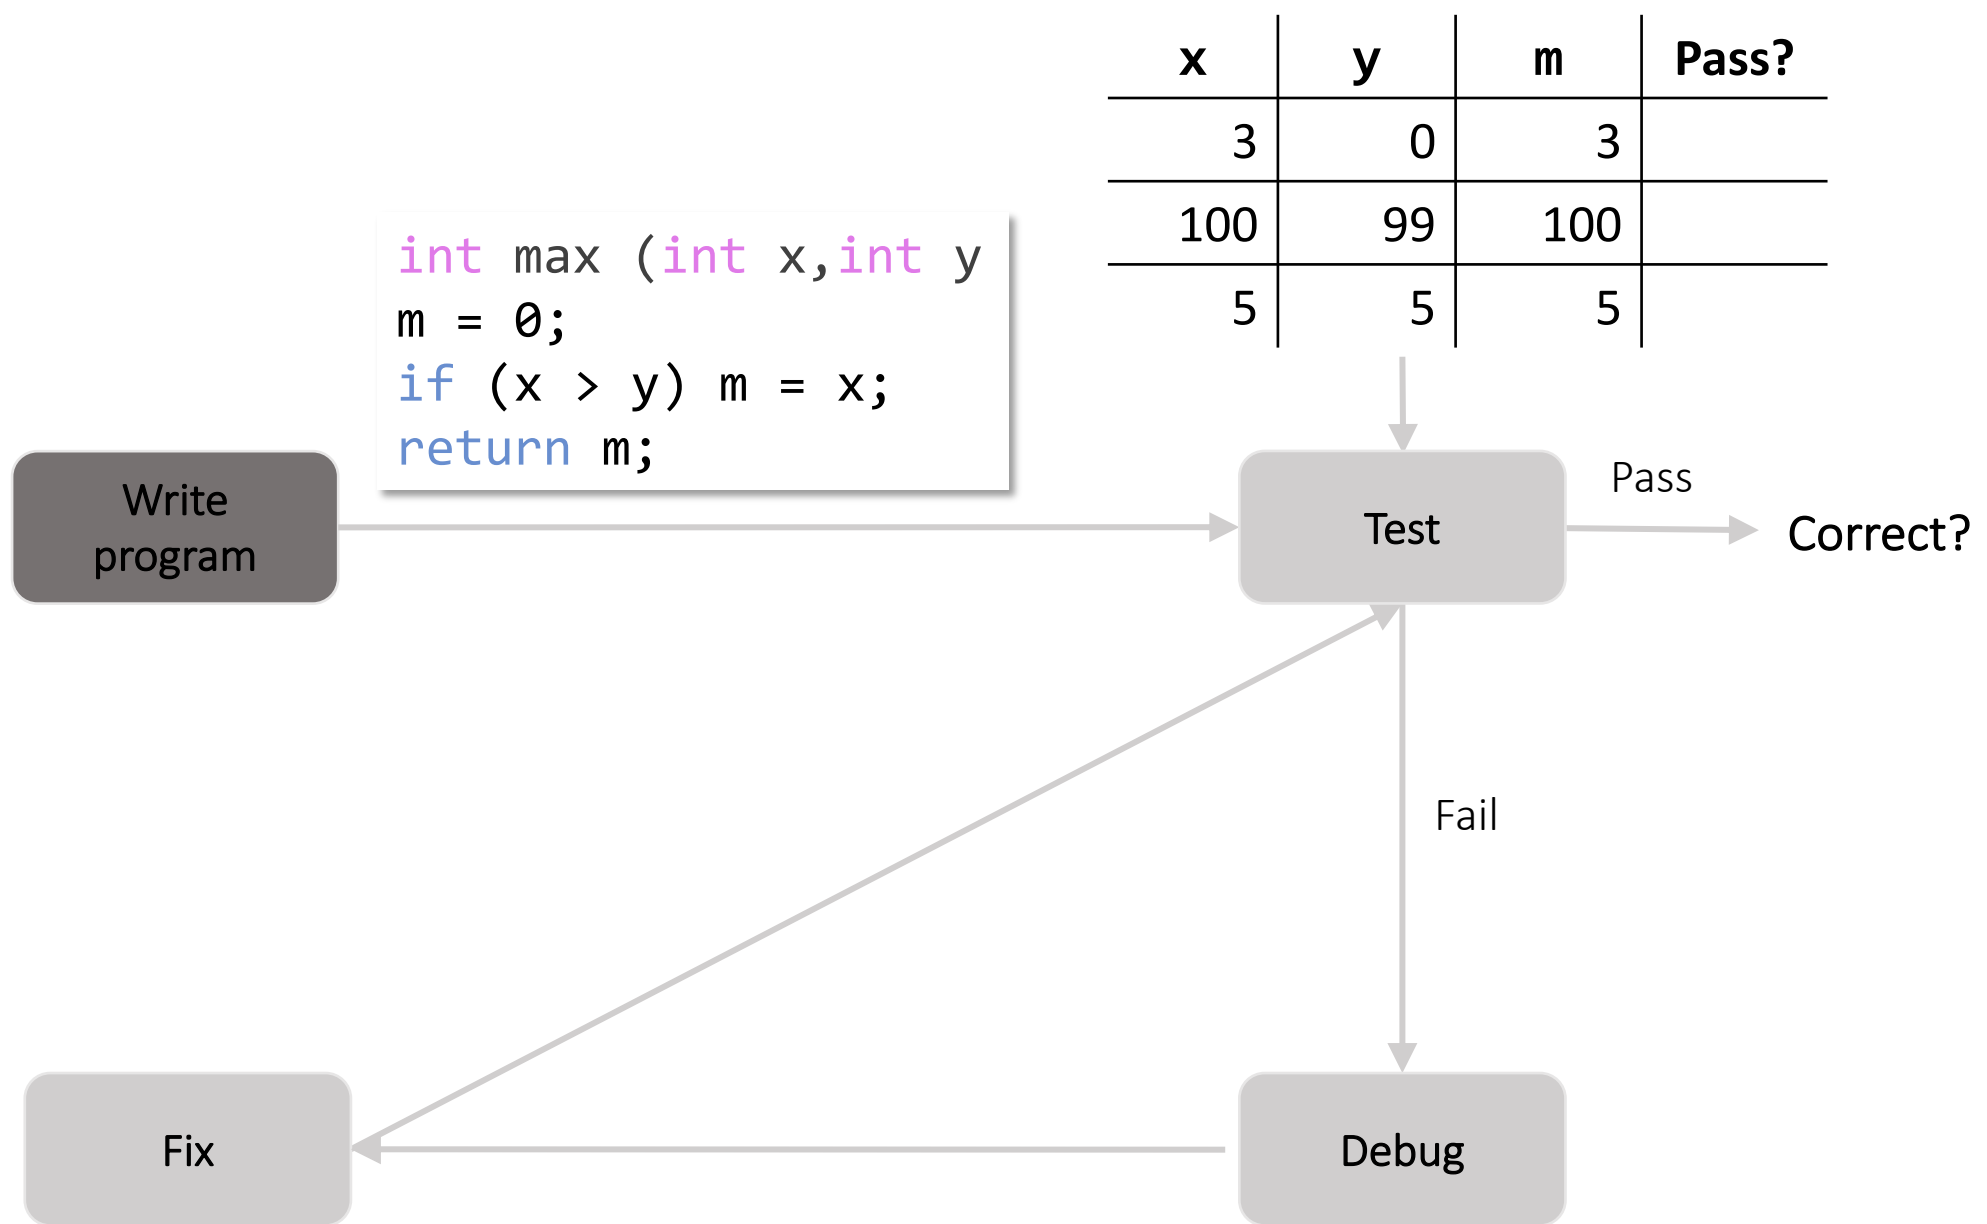 x y m Pass?
3 0 3
100 99 100
5 5 5
int max (int x,int y
m = 0;
if (x > y) m = x;
return m;
Write
program
Test
Pass
Correct?
Fail
Fix
Debug